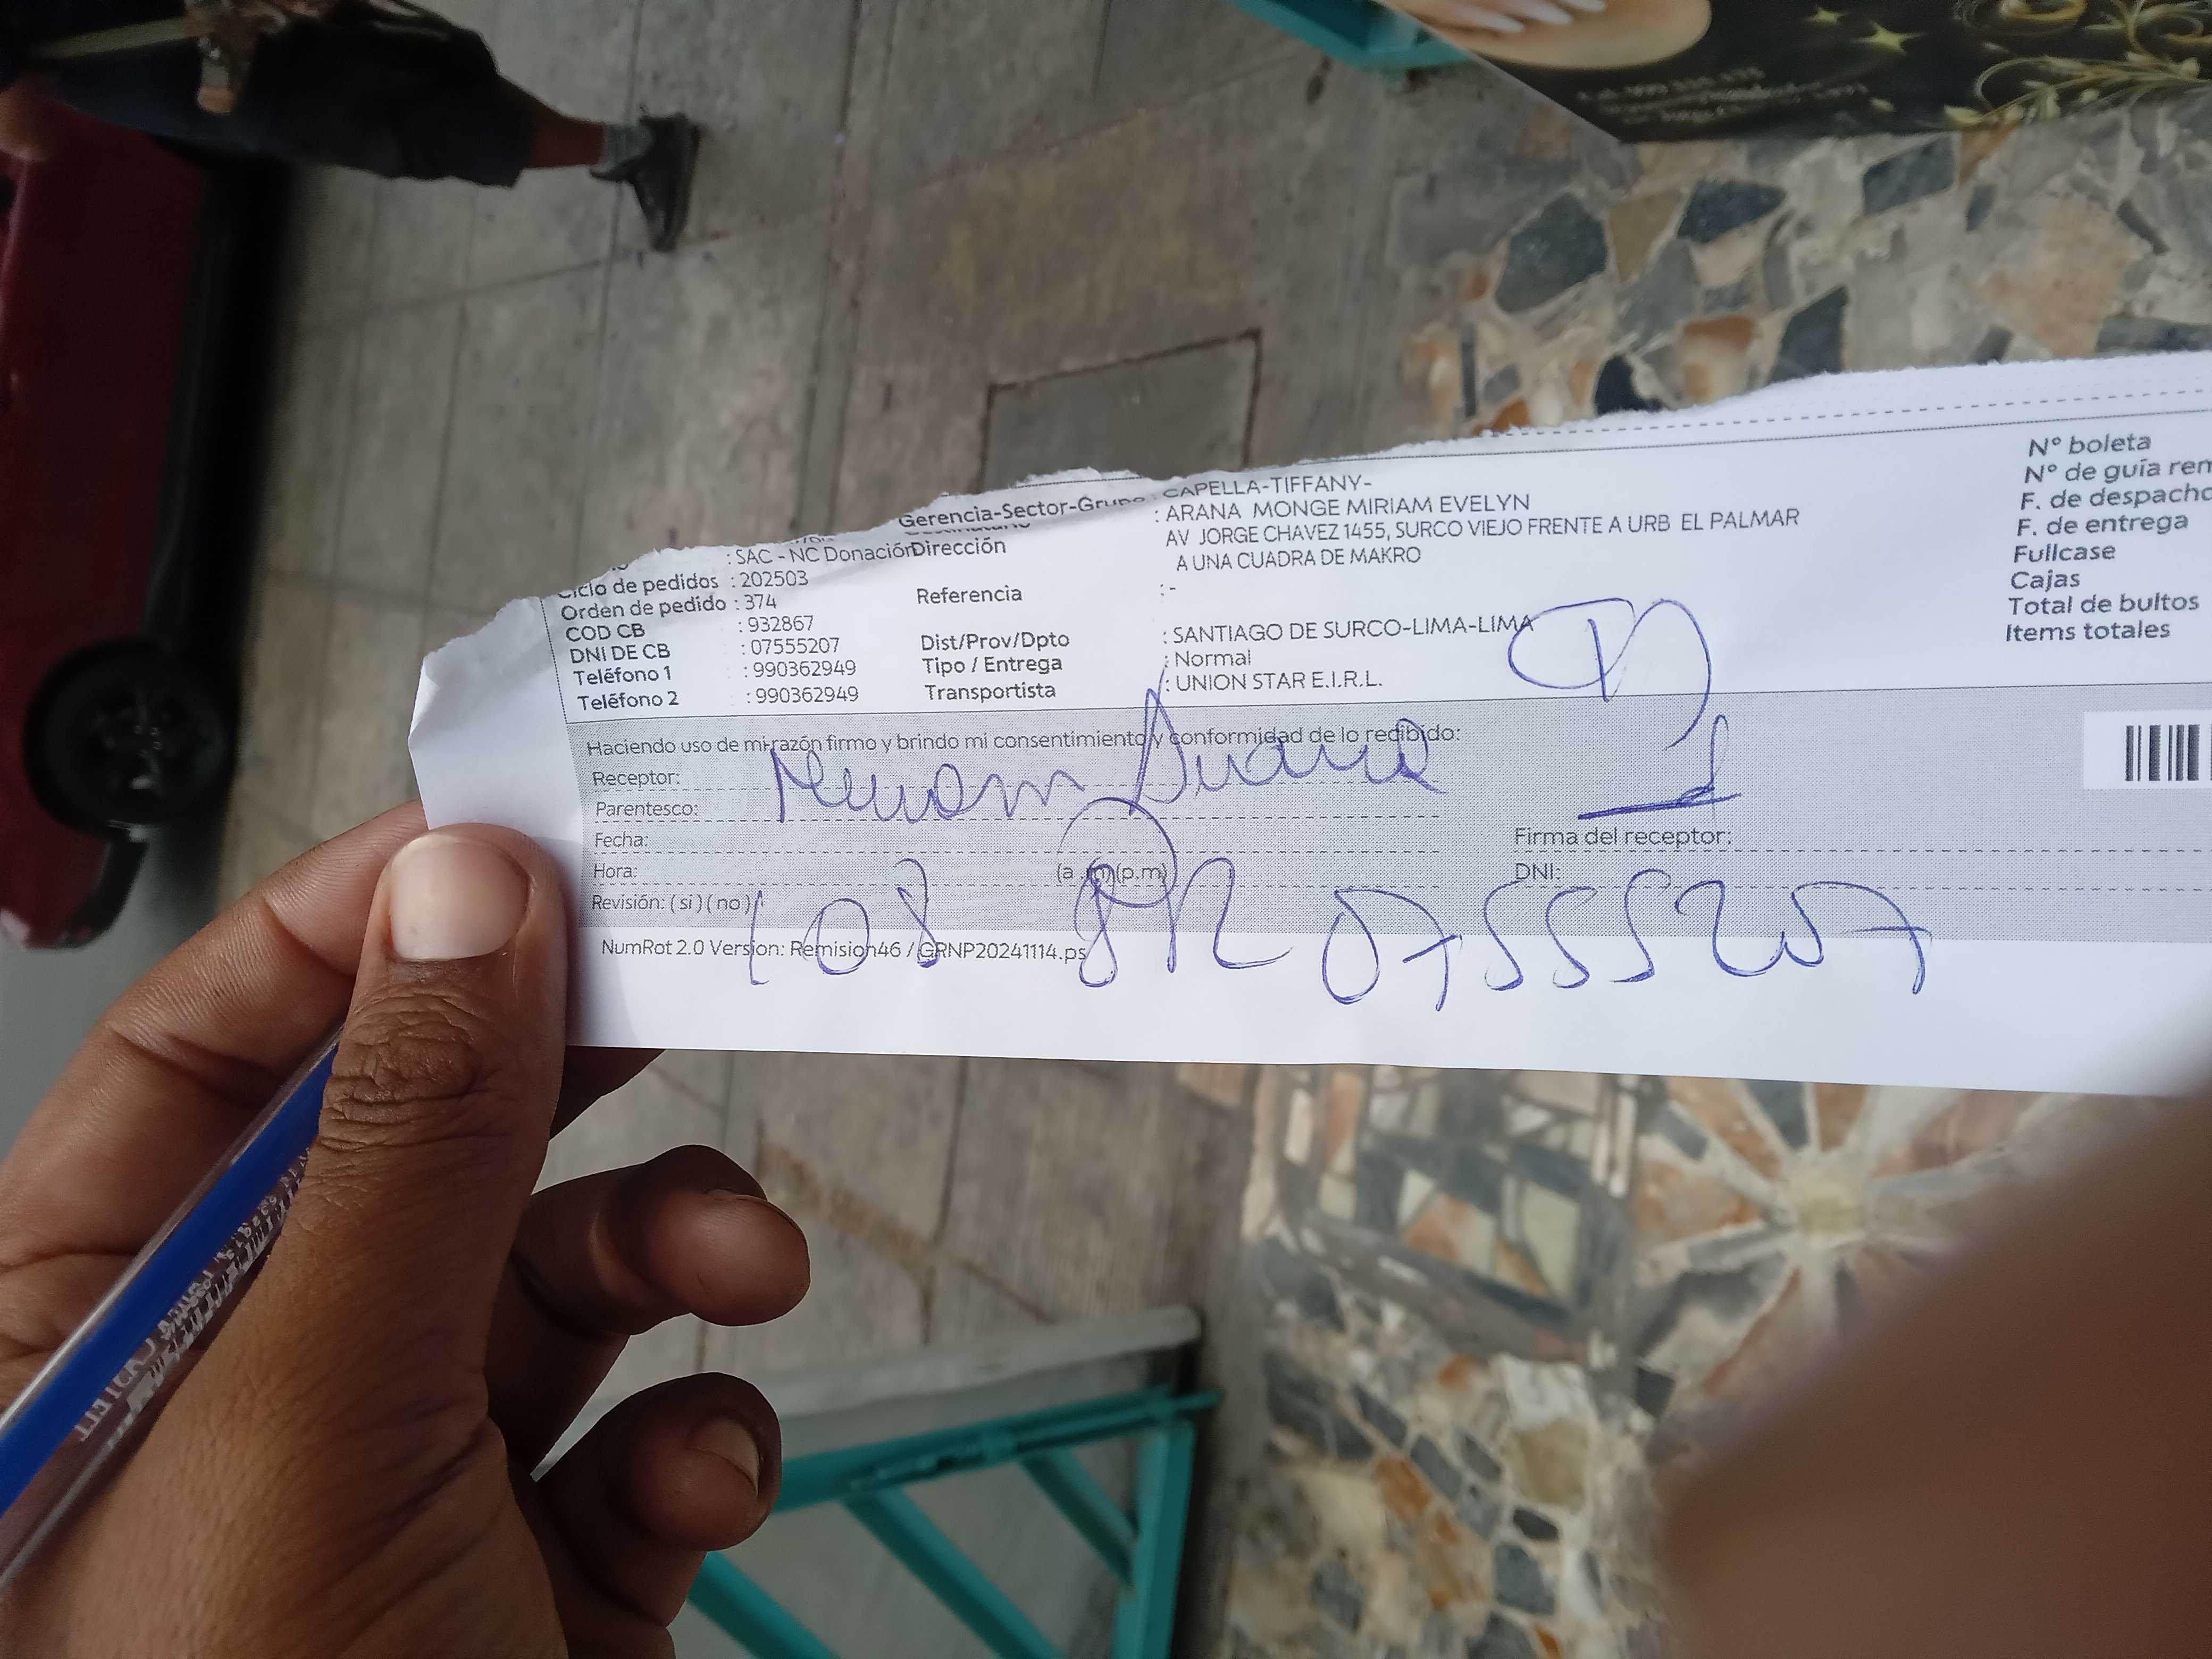 Gerencia-Sector-Grupo : CAPELLA-TIFFANY-
: ARANA MONGE MIRIAM EVELYN
: SAC - NC Donación Dirección AV JORGE CHAVEZ 1455, SURCO VIEJO FRENTE A URB EL PALMAR
A UNA CUADRA DE MAKRO
Ciclo de pedidos : 202503
Orden de pedido : 374 Referencia : -
COD CB : 932867
DNI DE CB : 07555207 Dist/Prov/Dpto : SANTIAGO DE SURCO-LIMA-LIMA
Teléfono 1 : 990362949 Tipo / Entrega : Normal
Teléfono 2 : 990362949 Transportista : UNION STAR E.I.R.L.
Nº boleta
Nº de guía rem
F. de despacho
F. de entrega
Fullcase
Cajas
Total de bultos
Items totales
Haciendo uso de mi razón firmo y brindo mi consentimiento y conformidad de lo recibido:
Receptor: Miriam Arana
Parentesco:
Fecha:
Firma del receptor:
Hora: (a.m)(p.m)
DNI:
Revisión: ( si ) ( no )
07555207
NumRot 2.0 Version: Remision46 / GRNP20241114.ps